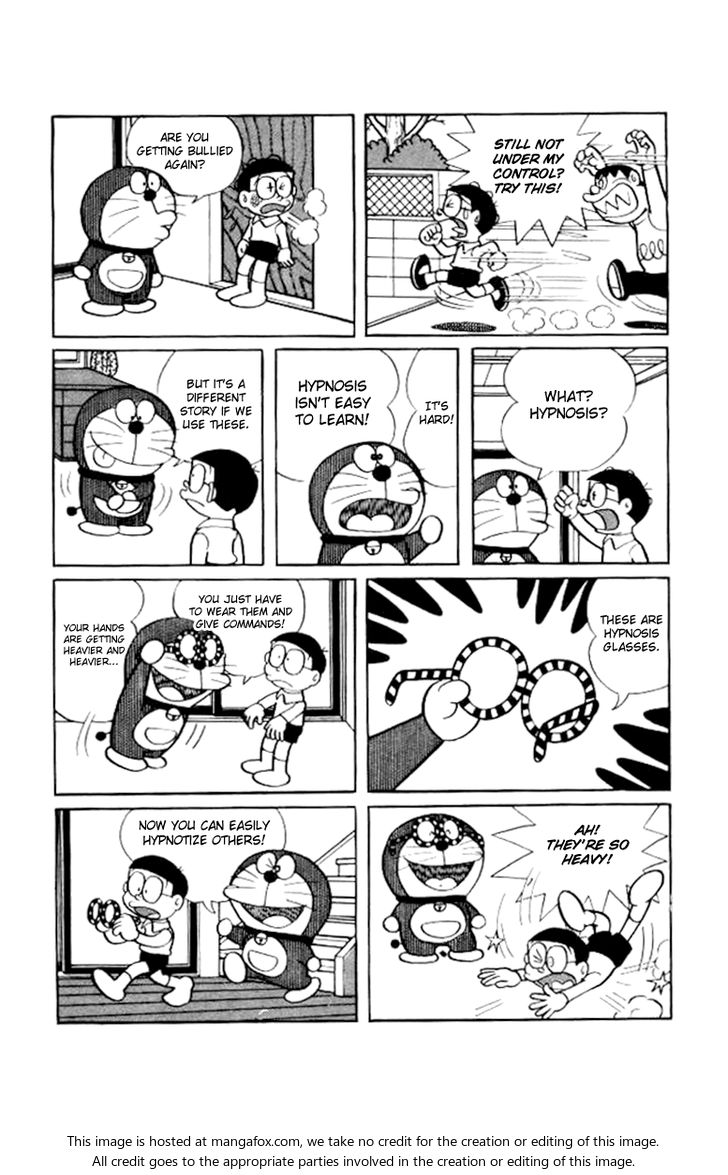 STILL NOT
UNDER MY
CONTROL?
TRY THIS!
ARE YOU
GETTING BULLIED
AGAIN?
WHAT?
HYPNOSIS?
IT'S
HARD!
HYPNOSIS
ISN'T EASY
TO LEARN!
BUT IT'S A
DIFFERENT
STORY IF WE
USE THESE.
THESE ARE
HYPNOSIS
GLASSES.
YOU JUST HAVE
TO WEAR THEM AND
GIVE COMMANDS!
YOUR HANDS
ARE GETTING
HEAVIER AND
HEAVIER...
AH!
THEY'RE SO
HEAVY!
NOW YOU CAN EASILY
HYPNOTIZE OTHERS!
This image is hosted at mangafox.com, we take no credit for the creation or editing of this image.
All credit goes to the appropriate parties involved in the creation or editing of this image.